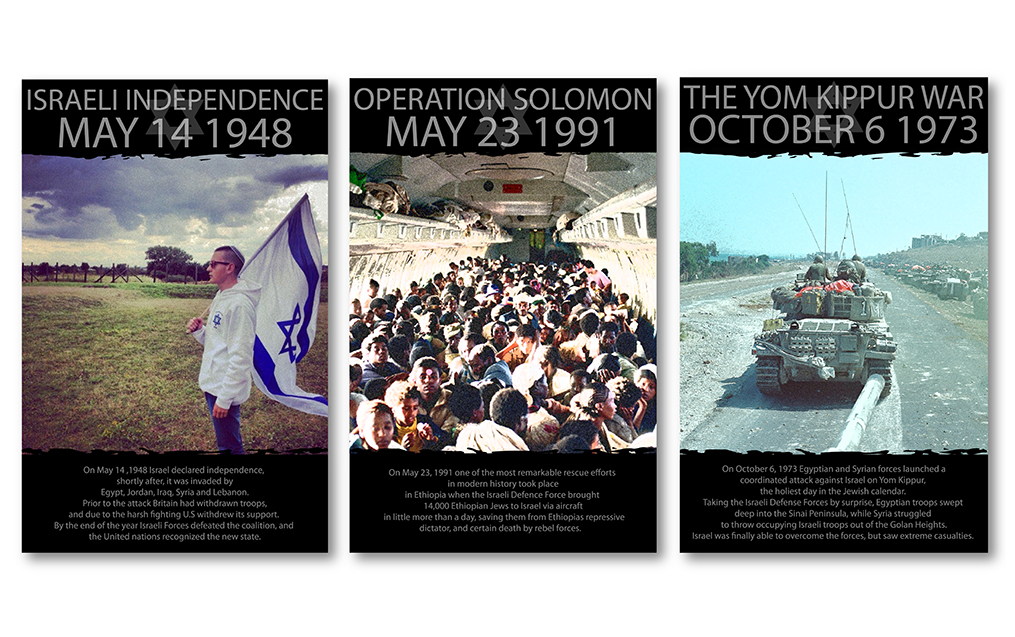 ISRAELI INDEPENDENCE
MAY 14 1948
On May 14 ,1948 Israel declared independence,
shortly after, it was invaded by
Egypt, Jordan, Iraq, Syria and Lebanon.
Prior to the attack Britain had withdrawn troops,
and due to the harsh fighting U.S withdrew its support.
By the end of the year Israeli Forces defeated the coalition, and
the United nations recognized the new state.
OPERATION SOLOMON
MAY 23 1991
On May 23, 1991 one of the most remarkable rescue efforts
in modern history took place
in Ethiopia when the Israeli Defence Force brought
14,000 Ethiopian Jews to Israel via aircraft
in little more than a day, saving them from Ethiopias repressive
dictator, and certain death by rebel forces.
THE YOM KIPPUR WAR
OCTOBER 6 1973
On October 6, 1973 Egyptian and Syrian forces launched a
coordinated attack against Israel on Yom Kippur,
the holiest day in the Jewish calendar.
Taking the Israeli Defense Forces by surprise, Egyptian troops swept
deep into the Sinai Peninsula, while Syria struggled
to throw occupying Israeli troops out of the Golan Heights.
Israel was finally able to overcome the forces, but saw extreme casualties.